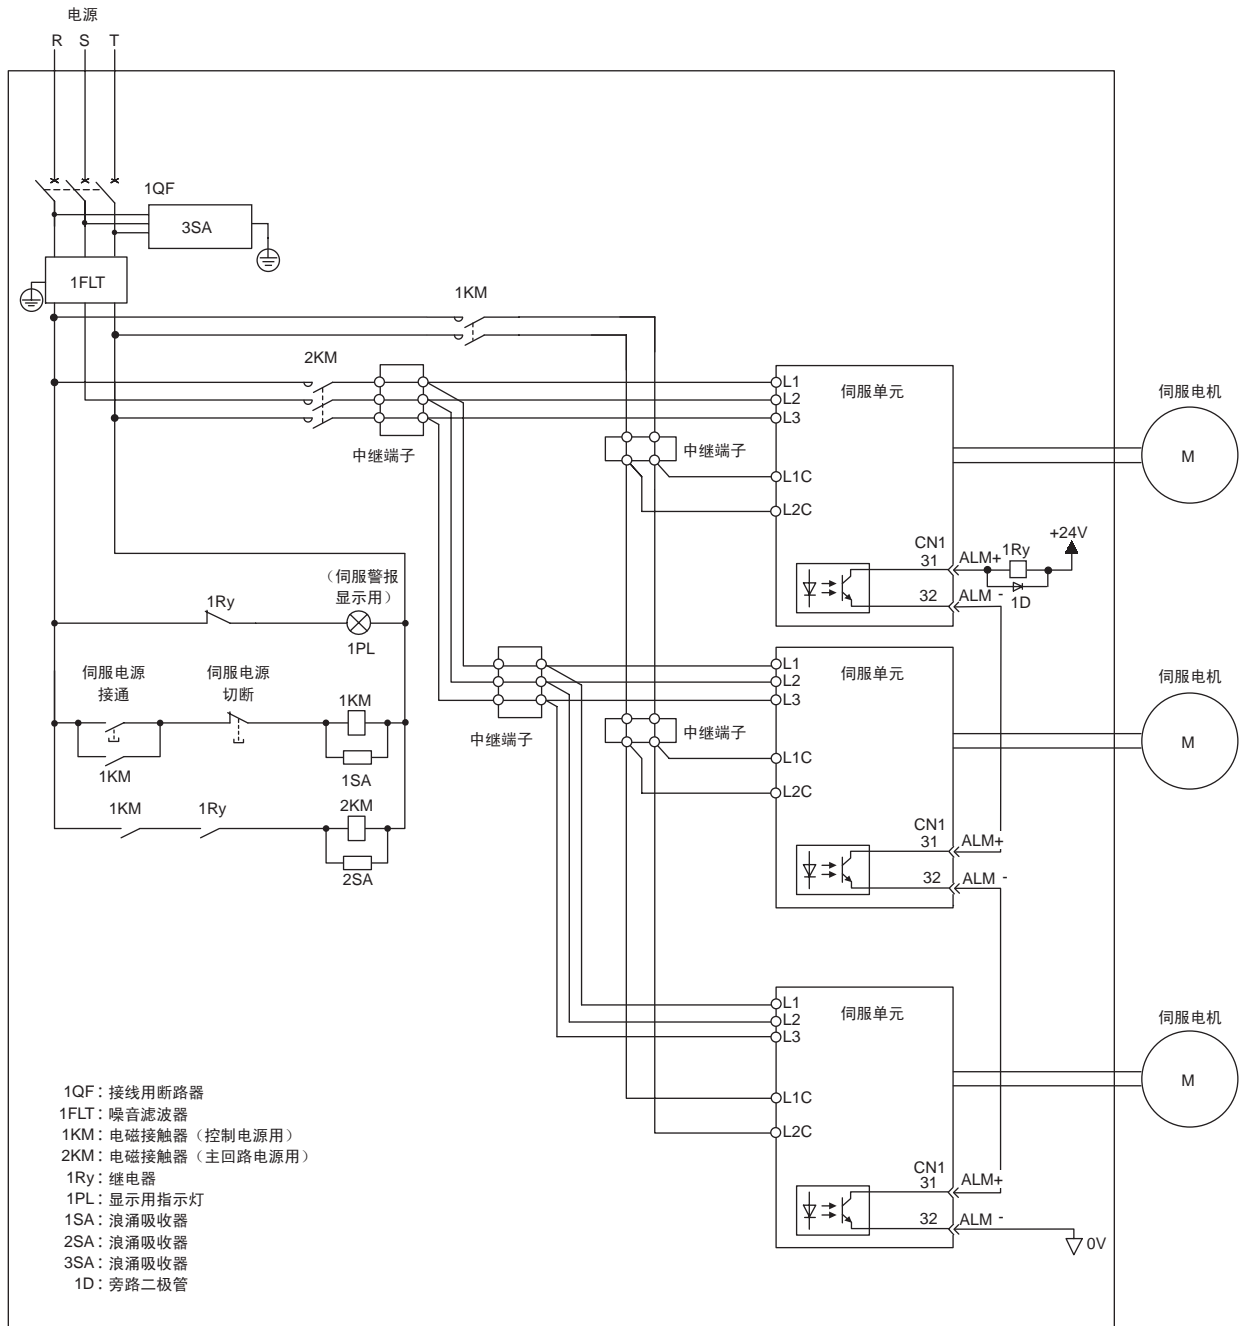 电源
R S T
1QF
3SA
1FLT
1KM
2KM
中继端子
L1
L2
L3
伺服单元
伺服电机
M
中继端子
L1C
L2C
CN1
31
32
ALM+
ALM -
1Ry
+24V
1D
（伺服警报
显示用）
1Ry
1PL
伺服电源
接通
伺服电源
切断
1KM
1KM
1SA
1KM
1Ry
2KM
2SA
中继端子
L1
L2
L3
伺服单元
伺服电机
M
中继端子
L1C
L2C
CN1
31
32
ALM+
ALM -
L1
L2
L3
伺服单元
伺服电机
M
L1C
L2C
CN1
31
32
ALM+
ALM -
0V
1QF：接线用断路器
1FLT：噪音滤波器
1KM：电磁接触器（控制电源用）
2KM：电磁接触器（主回路电源用）
1Ry：继电器
1PL：显示用指示灯
1SA：浪涌吸收器
2SA：浪涌吸收器
3SA：浪涌吸收器
1D：旁路二极管